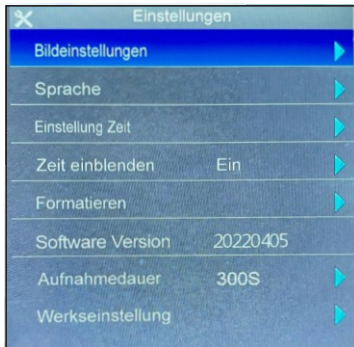 Einstellungen
Bildeinstellungen
Sprache
Einstellung Zeit
Zeit einblenden Ein
Formatieren
Software Version 20220405
Aufnahmedauer 300S
Werkseinstellung